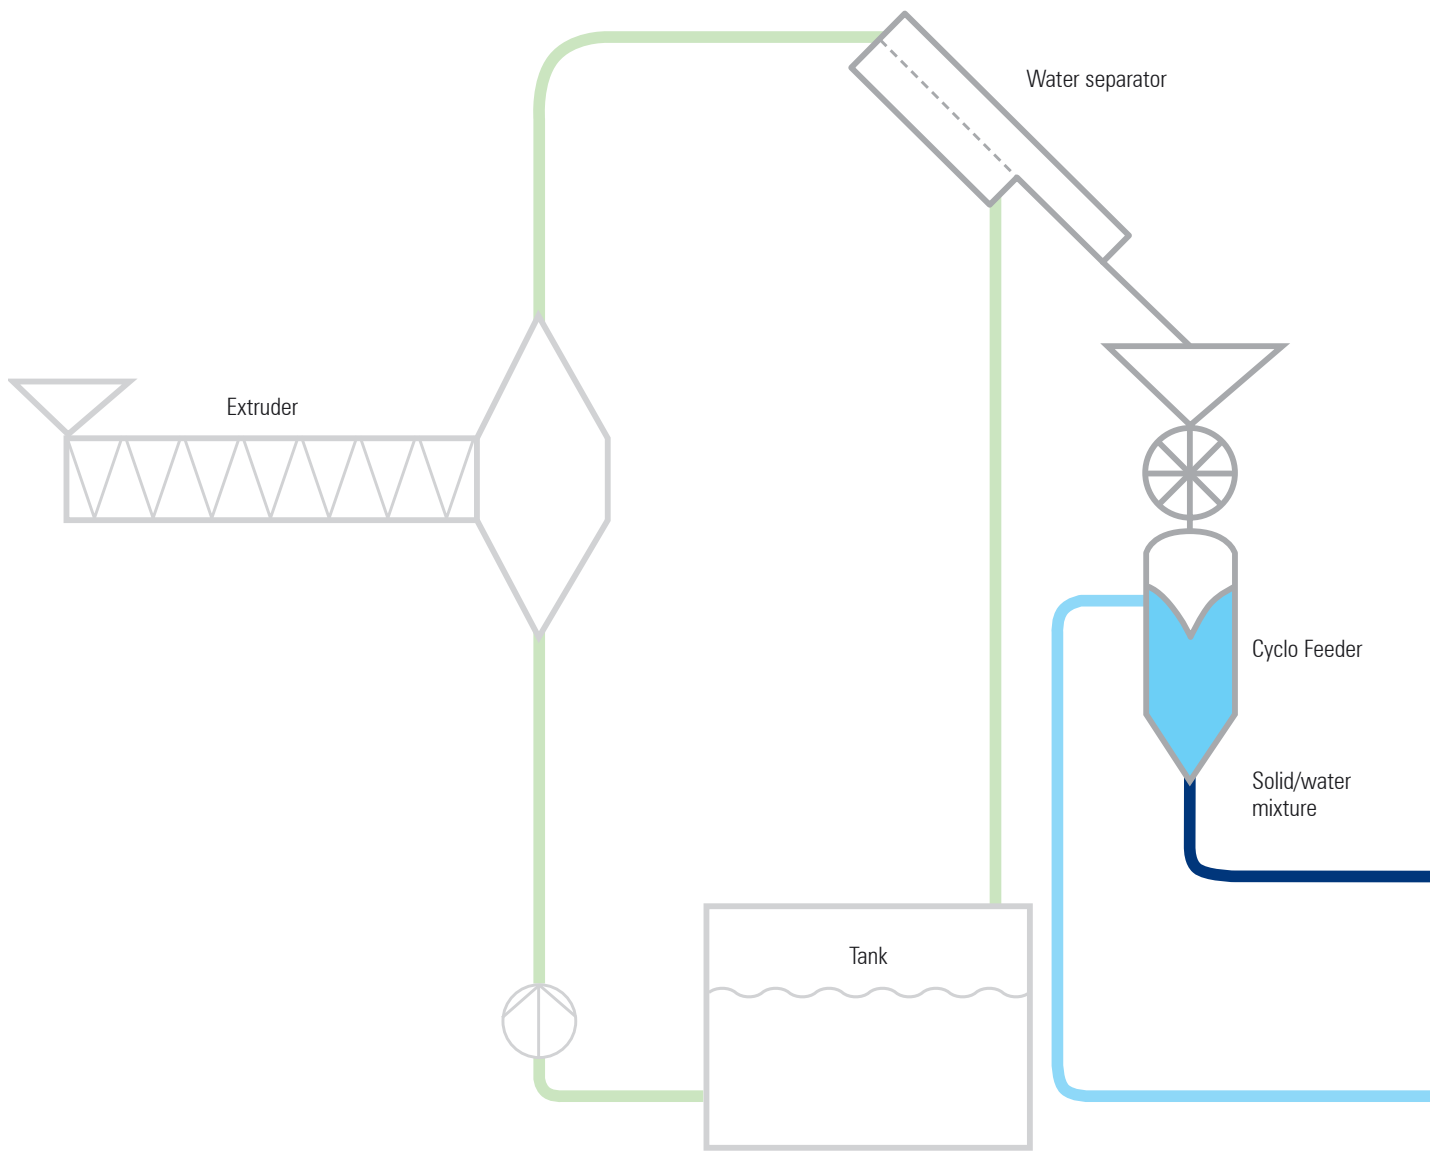 Water separator
Extruder
Cyclo Feeder
Solid/water
mixture
Tank